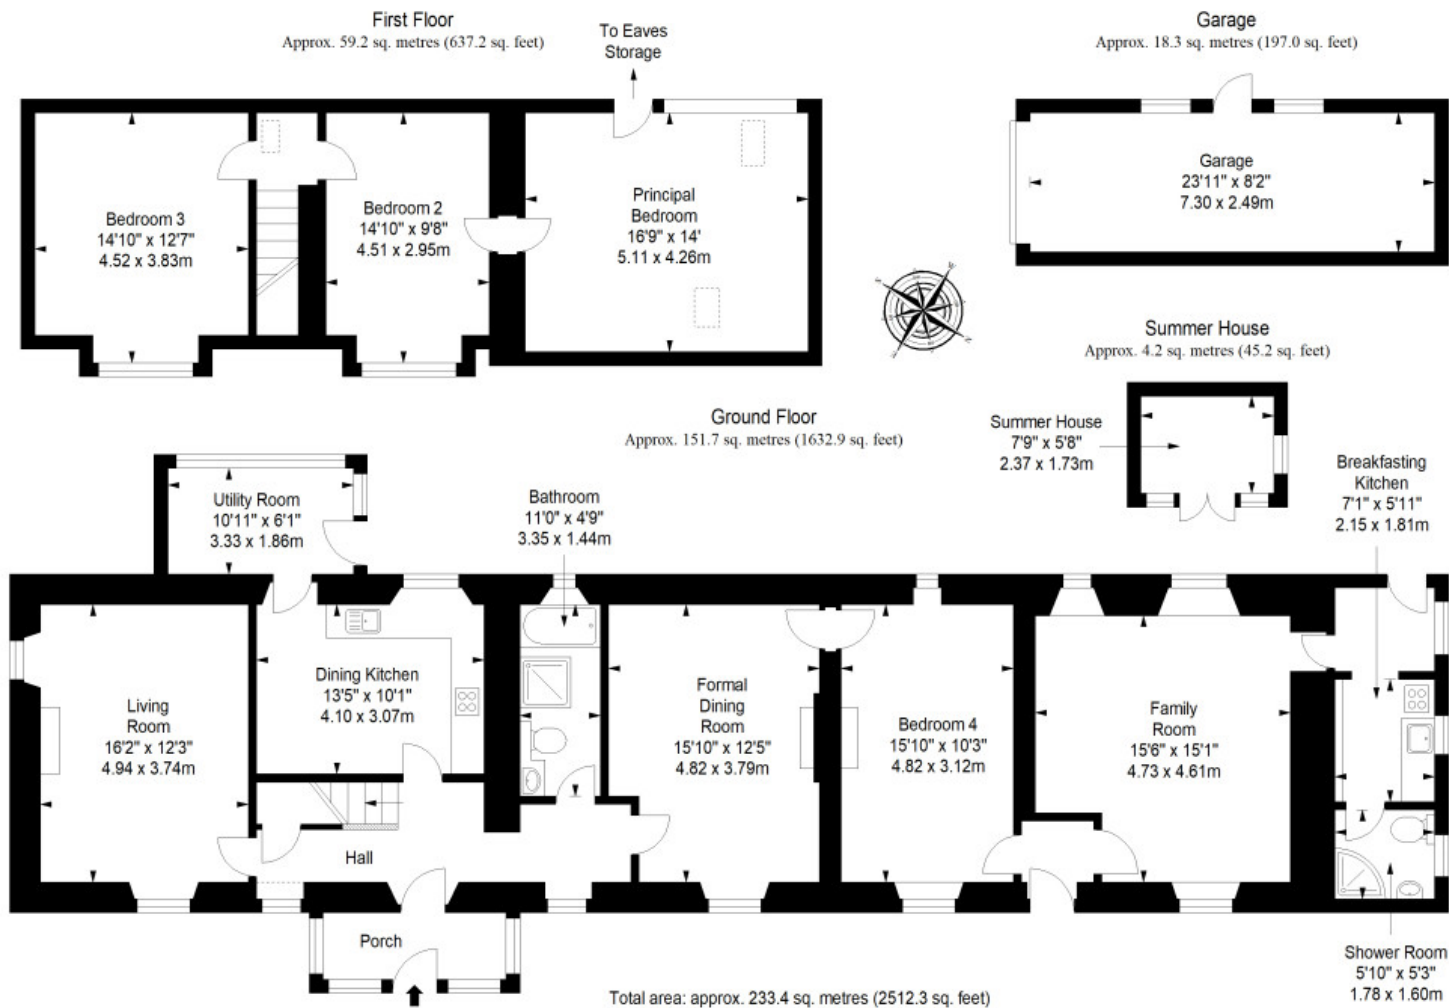 First Floor
Approx. 59.2 sq. metres (637.2 sq. feet)
To Eaves
Storage
Garage
Approx. 18.3 sq. metres (197.0 sq. feet)
Bedroom 3
14'10" x 12'7"
4.52 x 3.83m
Bedroom 2
14'10" x 9'8"
4.51 x 2.95m
Principal
Bedroom
16'9" x 14'
5.11 x 4.26m
Garage
23'11" x 8'2"
7.30 x 2.49m
Summer House
Approx. 4.2 sq. metres (45.2 sq. feet)
Summer House
7'9" x 5'8"
2.37 x 1.73m
Ground Floor
Approx. 151.7 sq. metres (1632.9 sq. feet)
Breakfasting
Kitchen
7'1" x 5'11"
2.15 x 1.81m
Utility Room
10'11" x 6'1"
3.33 x 1.86m
Bathroom
11'0" x 4'9"
3.35 x 1.44m
Living
Room
16'2" x 12'3"
4.94 x 3.74m
Dining Kitchen
13'5" x 10'1"
4.10 x 3.07m
Formal
Dining
Room
15'10" x 12'5"
4.82 x 3.79m
Bedroom 4
15'10" x 10'3"
4.82 x 3.12m
Family
Room
15'6" x 15'1"
4.73 x 4.61m
Hall
Porch
Shower Room
5'10" x 5'3"
1.78 x 1.60m
Total area: approx. 233.4 sq. metres (2512.3 sq. feet)